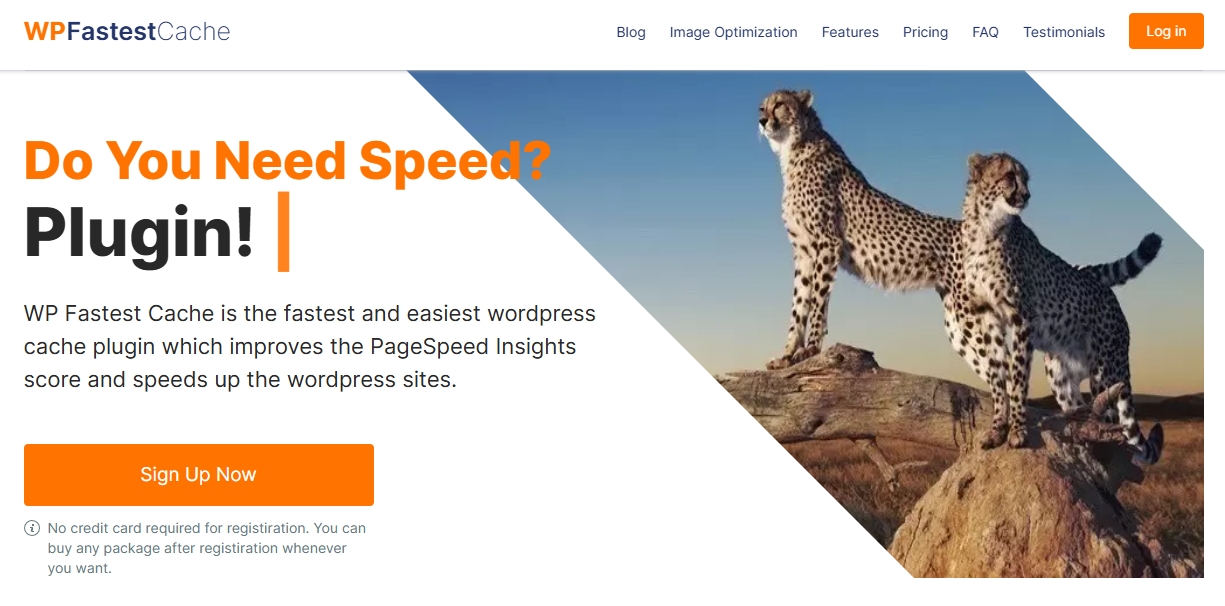 WPFastestCache
Blog Image Optimization Features Pricing FAQ Testimonials Log in
Do You Need Speed?
Plugin!
WP Fastest Cache is the fastest and easiest wordpress
cache plugin which improves the PageSpeed Insights
score and speeds up the wordpress sites.
Sign Up Now
No credit card required for registiration. You can
buy any package after registiration whenever
you want.